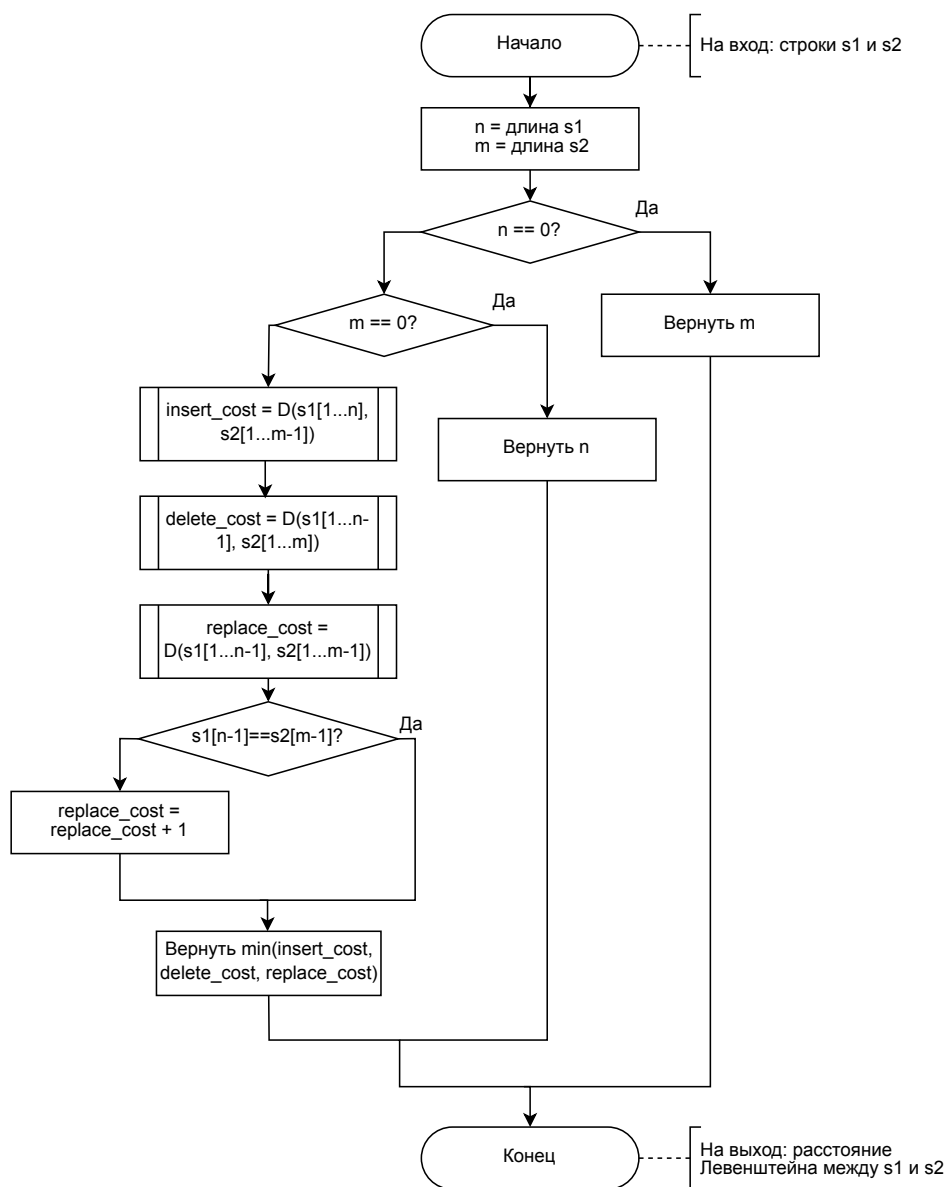 Начало
На вход: строки s1 и s2
n = длина s1
m = длина s2
Да
n == 0?
Да
m == 0?
Вернуть m
insert_cost = D(s1[1...n],
s2[1...m-1])
Вернуть n
delete_cost = D(s1[1...n-
1], s2[1...m])
replace_cost =
D(s1[1...n-1], s2[1...m-1])
Да
s1[n-1]==s2[m-1]?
replace_cost =
replace_cost + 1
Вернуть min(insert_cost,
delete_cost, replace_cost)
Конец
На выход: расстояние
Левенштейна между s1 и s2